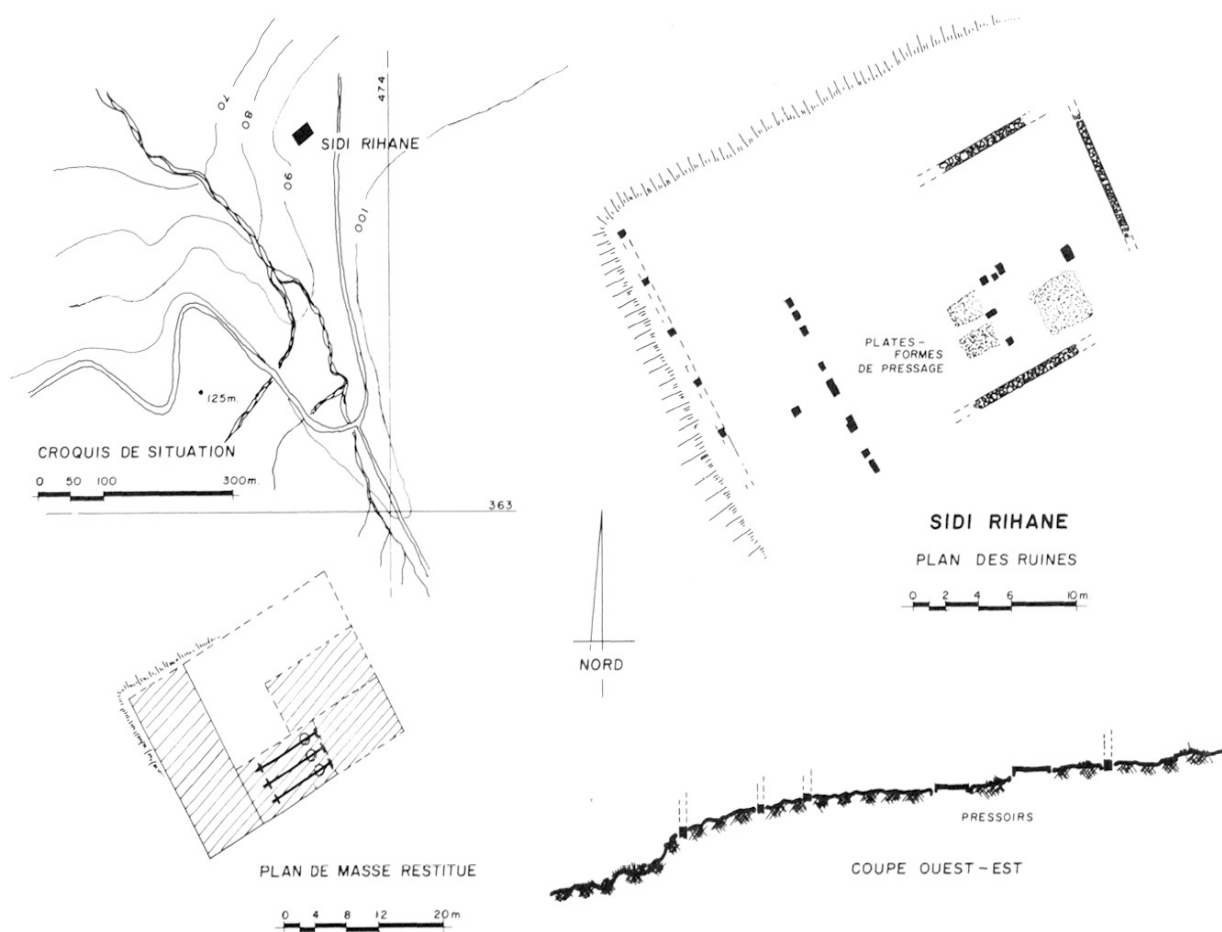 70
80
90
100
474
SIDI RIHANE
125m.
CROQUIS DE SITUATION
0 50 100 300m.
363
PLATES-
FORMES
DE PRESSAGE
SIDI RIHANE
PLAN DES RUINES
0 2 4 6 10m
NORD
PLAN DE MASSE RESTITUE
0 4 8 12 20m
PRESSOIRS
COUPE OUEST-EST